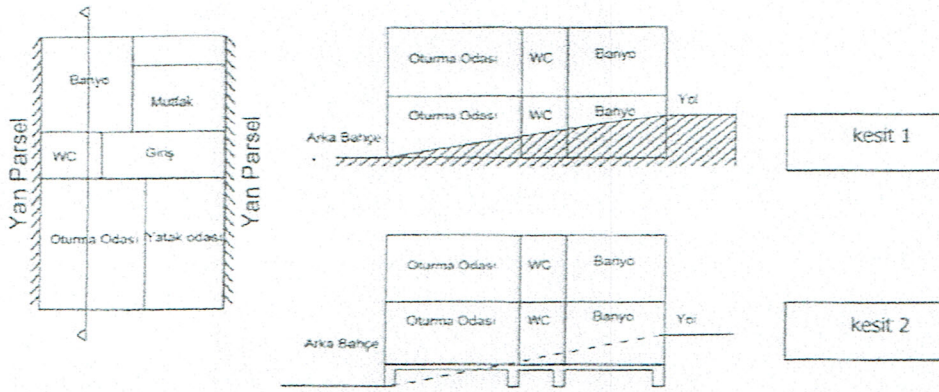 Yan Parsel
Banyo
Mutfak
WC
Giriş
Oturma Odası
Yatak odası
Yan Parsel
Oturma Odası
WC
Banyo
Oturma Odası
WC
Banyo
Yol
Arka Bahçe
kesit 1
Oturma Odası
WC
Banyo
Oturma Odası
WC
Banyo
Yol
Arka Bahçe
kesit 2